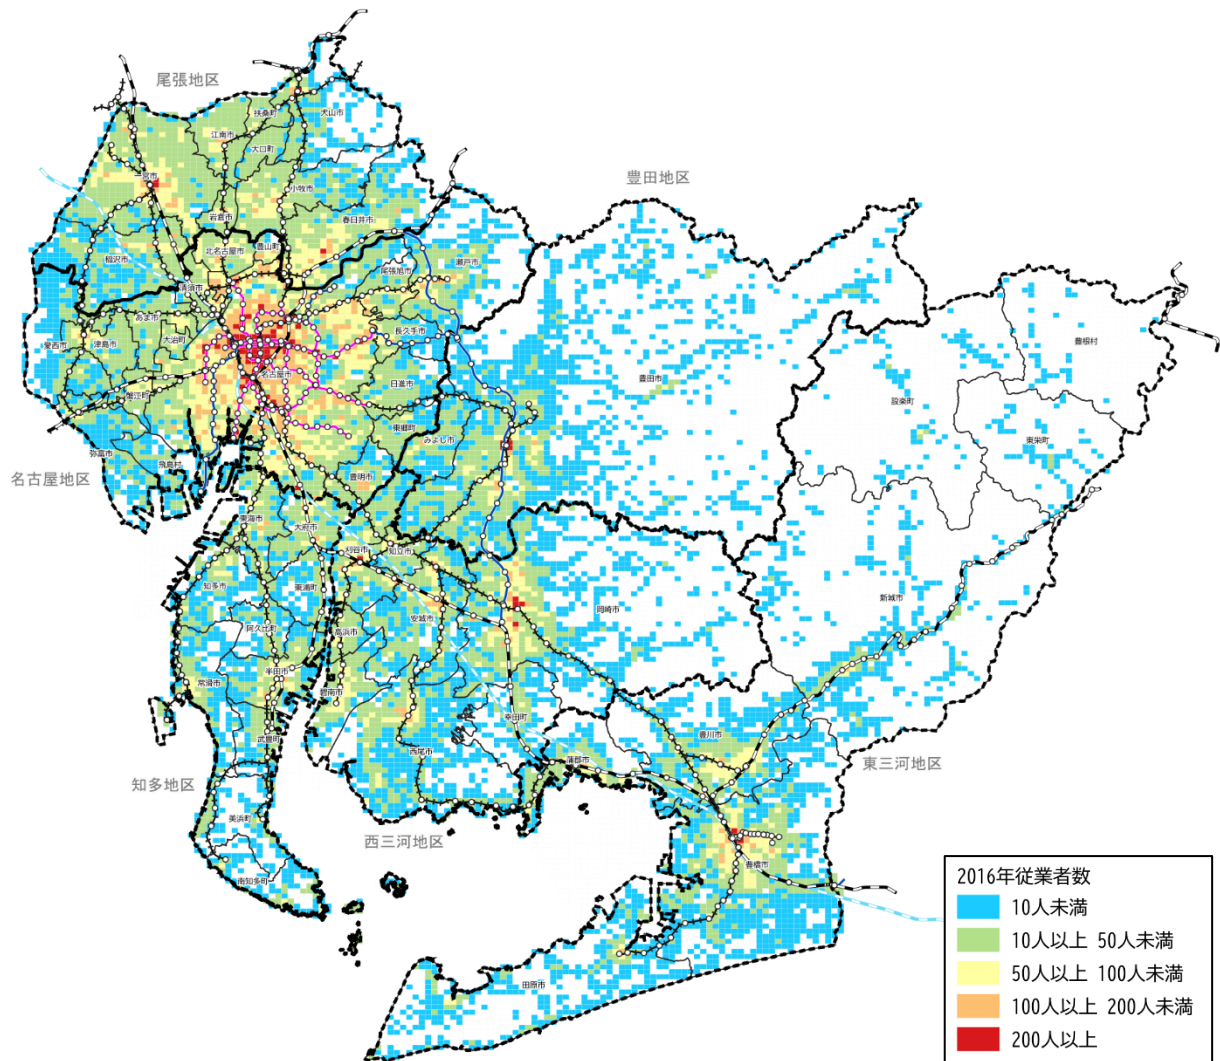 尾張地区
犬山市
扶桑町
江南市
大口町
豊田地区
一宮市
小牧市
岩倉市
春日井市
北名古屋市
豊山町
稲沢市
瀬戸市
尾張旭市
清須市
あま市
長久手市
豊根村
愛西市
津島市
大治町
名古屋市
豊田市
日進市
設楽町
蟹江町
東郷町
みよし市
東栄町
弥富市
飛島村
名古屋地区
豊明市
東海市
大府市
刈谷市
知立市
知多市
東浦町
新城市
岡崎市
安城市
阿久比町
高浜市
半田市
常滑市
碧南市
幸田町
武豊町
西尾市
豊川市
蒲郡市
東三河地区
知多地区
美浜町
西三河地区
豊橋市
南知多町
田原市
2016年従業者数
10人未満
10人以上 50人未満
50人以上 100人未満
100人以上 200人未満
200人以上